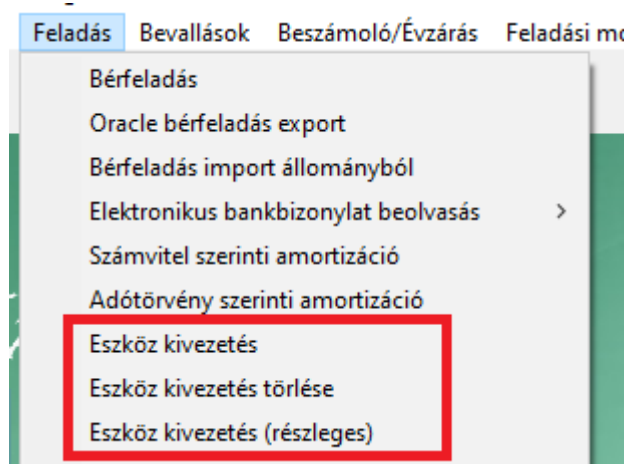 Feladás Bevallások Beszámoló/Évzárás Feladási
Bérfeladás
Oracle bérfeladás export
Bérfeladás import állományból
Elektronikus bankbizonylat beolvasás >
Számvitel szerinti amortizáció
Adótörvény szerinti amortizáció
Eszköz kivezetés
Eszköz kivezetés törlése
Eszköz kivezetés (részleges)